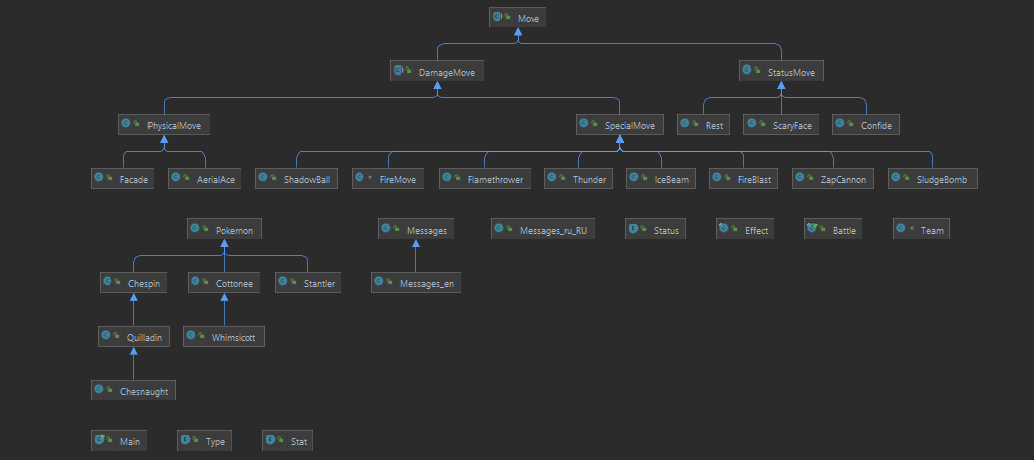 Move
DamageMove
StatusMove
PhysicalMove
SpecialMove
Rest
ScaryFace
Confide
Facade
AerialAce
ShadowBall
FireMove
Flamethrower
Thunder
IceBeam
FireBlast
ZapCannon
SludgeBomb
Pokemon
Messages
Messages_ru_RU
Status
Effect
Battle
Team
Chespin
Cottonee
Stantler
Messages_en
Quilladin
Whimsicott
Chesnaught
Main
Type
Stat